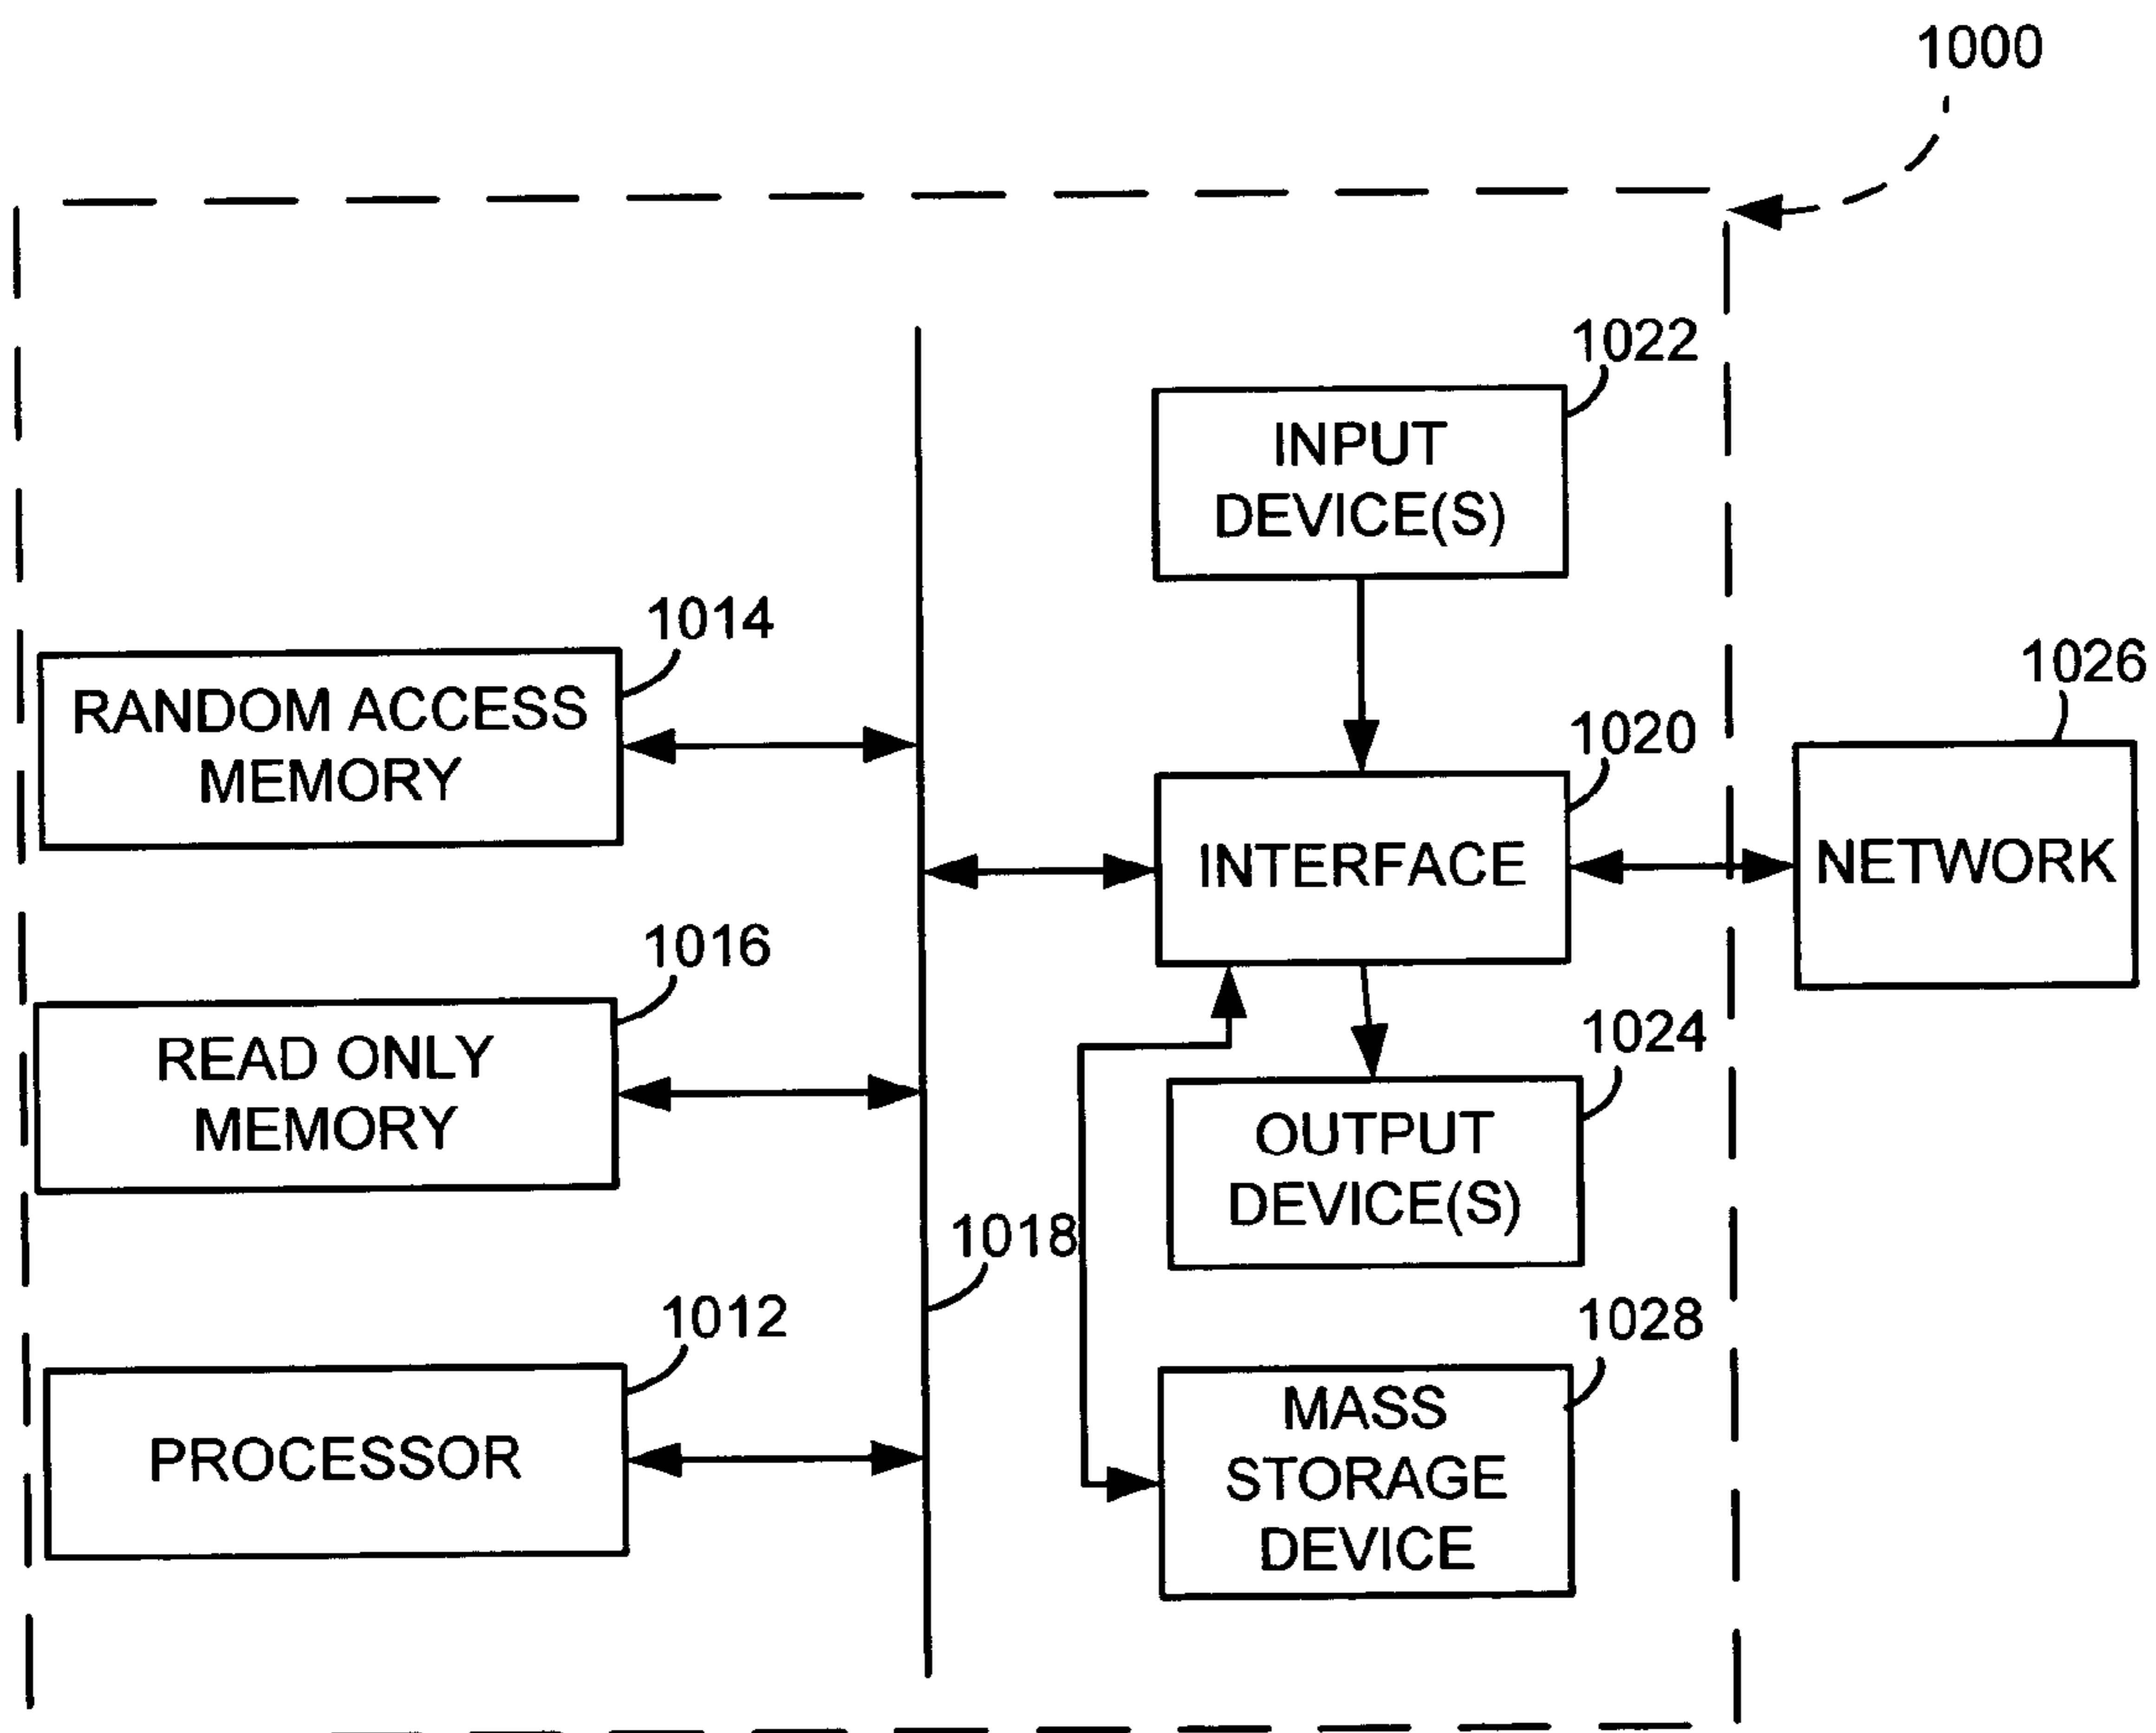 1000
1022
INPUT
DEVICE(S)
1014
RANDOM ACCESS
MEMORY
1020
INTERFACE
1026
NETWORK
1016
READ ONLY
MEMORY
1024
OUTPUT
DEVICE(S)
1018
1012
PROCESSOR
1028
MASS
STORAGE
DEVICE